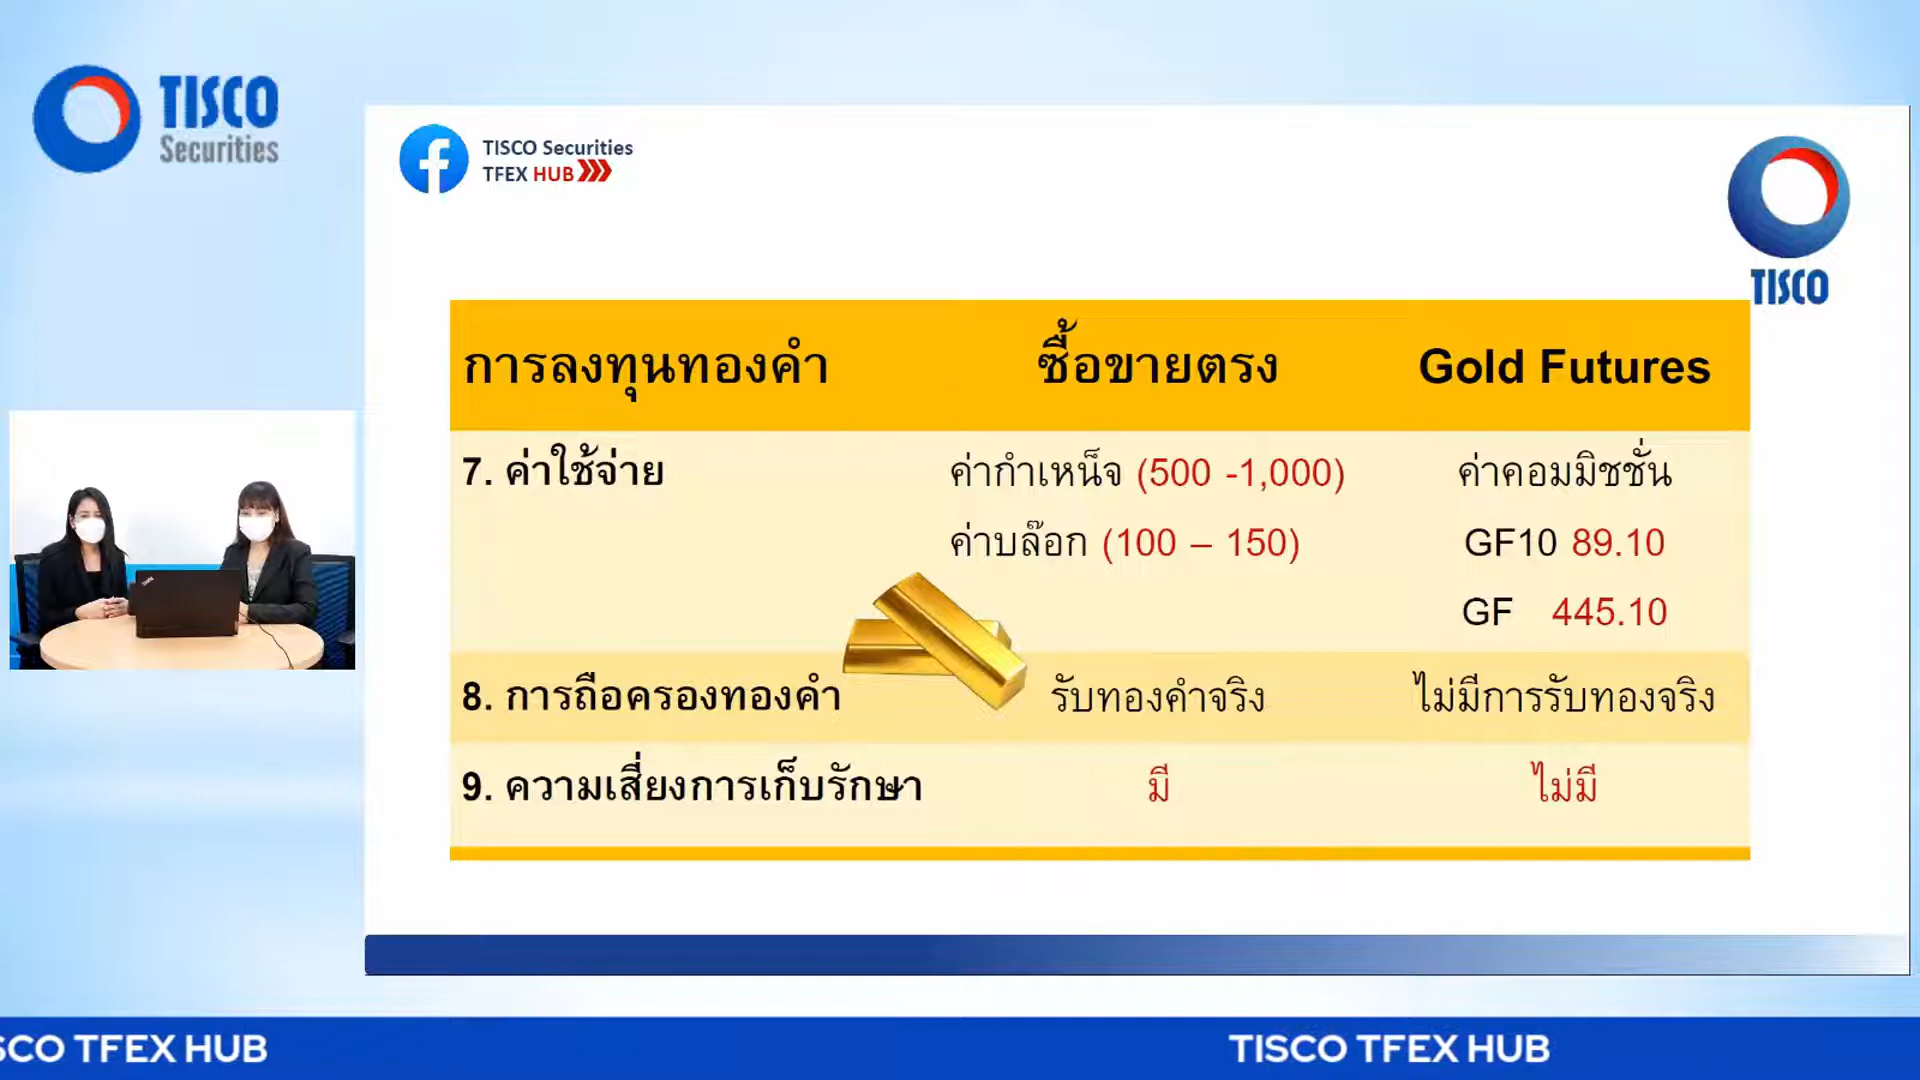 TISCO
Securities
TISCO Securities
TFEX HUB
TISCO
การลงทุนทองคำ ซื้อขายตรง Gold Futures
7. ค่าใช้จ่าย ค่ากำเหน็จ (500 -1,000) ค่าคอมมิชชั่น
ค่าบล๊อก (100 – 150) GF10 89.10
GF 445.10
8. การถือครองทองคำ รับทองคำจริง ไม่มีการรับทองจริง
9. ความเสี่ยงการเก็บรักษา มี ไม่มี
SCO TFEX HUB TISCO TFEX HUB